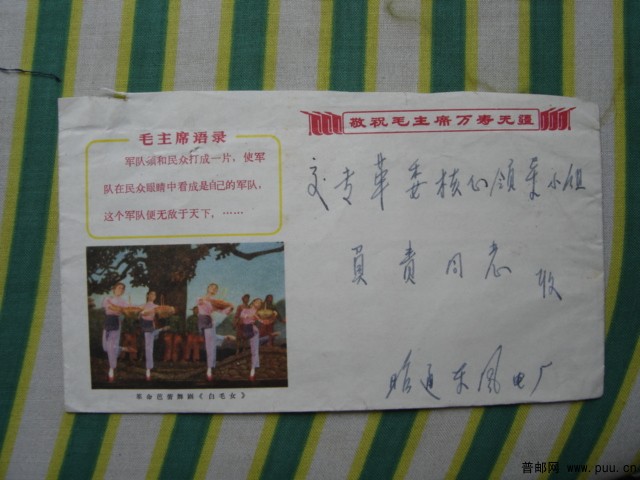 敬祝毛主席万寿无疆
毛主席语录
军队须和民众打成一片，使军
队在民众眼睛中看成是自己的军队，
这个军队便无敌于天下，……
革命芭蕾舞剧《白毛女》
交专革委核心领导小组
負责同志 收
昭通东风电厂
普邮网 www.puu.cn